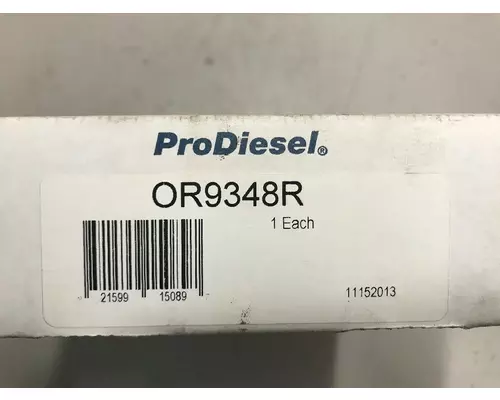 ProDiesel®
OR9348R
1 Each
21599 15089
11152013